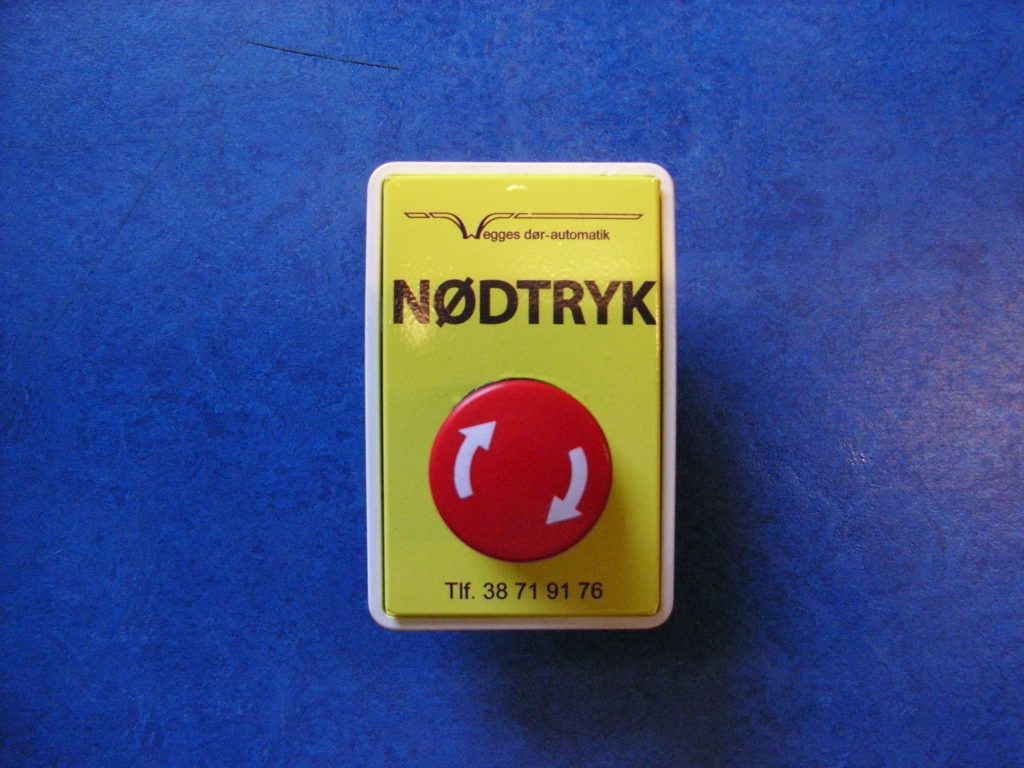 Wegges dør-automatik
NØDTRYK
Tlf. 38 71 91 76